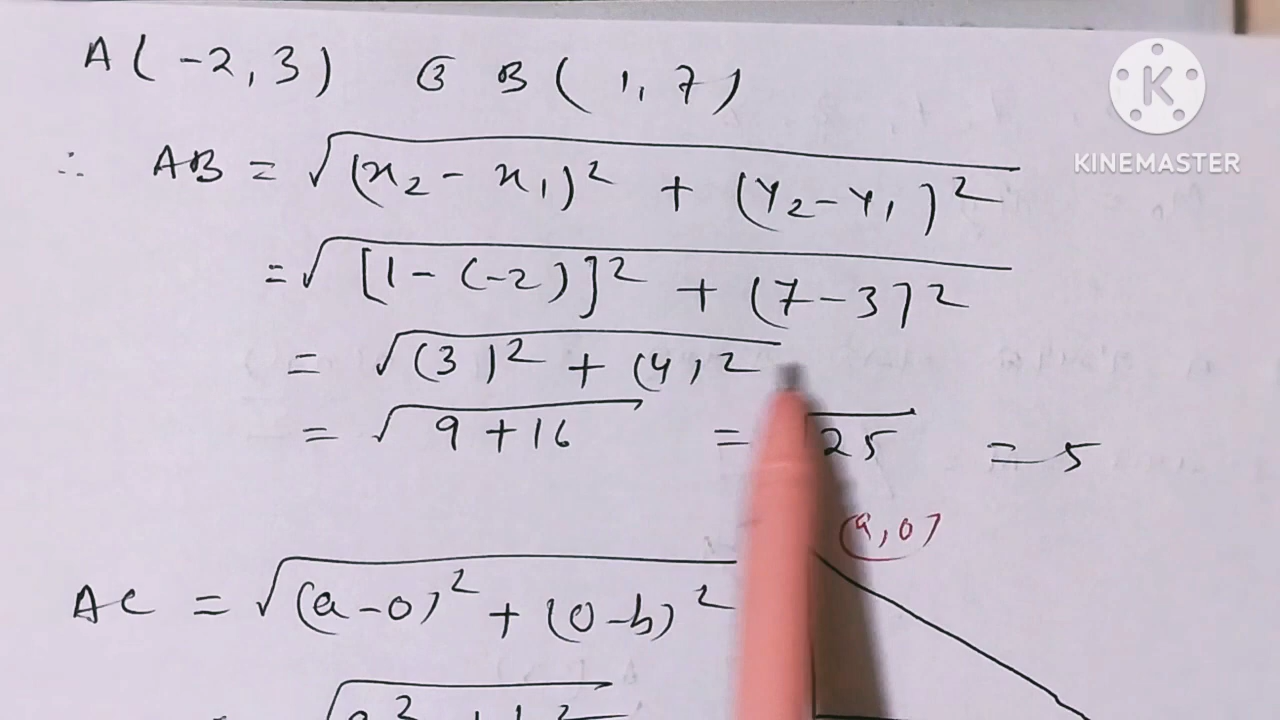 A(-2,3) & B(1,7)
K
KINEMASTER
∴ AB = √(x₂ - x₁)² + (y₂ - y₁)²
= √[1 - (-2)]² + (7 - 3)²
= √(3)² + (4)²
= √9 + 16 = √25 = 5
(a,0)
AC = √(a - 0)² + (0 - b)²